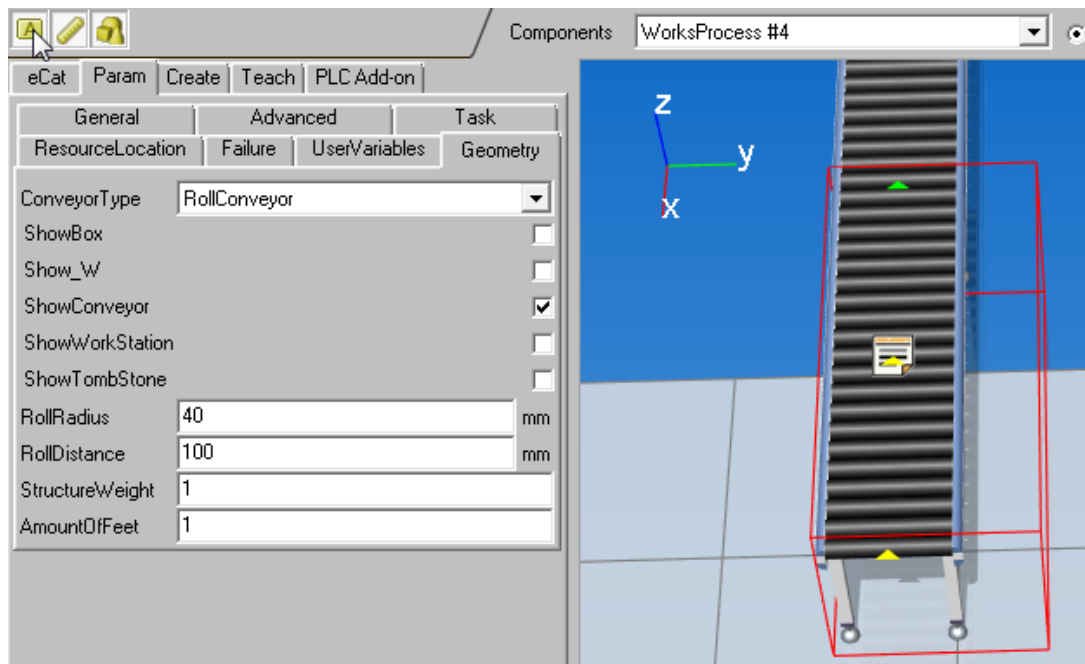 A
Components WorksProcess #4
eCat Param Create Teach PLC Add-on
General Advanced Task
ResourceLocation Failure UserVariables Geometry
ConveyorType RollConveyor
ShowBox
Show_W
ShowConveyor
ShowWorkStation
ShowTombStone
RollRadius 40 mm
RollDistance 100 mm
StructureWeight 1
AmountOfFeet 1
z
y
x